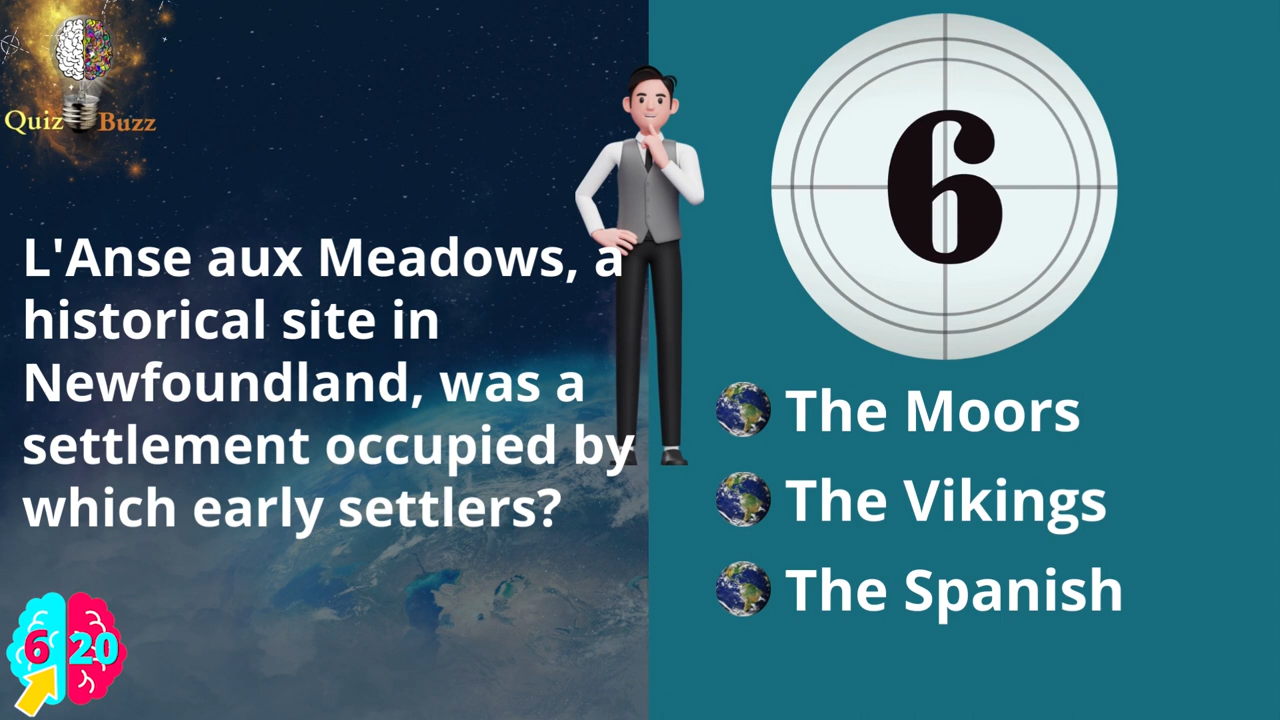 Quiz Buzz
L'Anse aux Meadows, a
historical site in
Newfoundland, was a
settlement occupied by
which early settlers?
6
The Moors
The Vikings
The Spanish
6 20